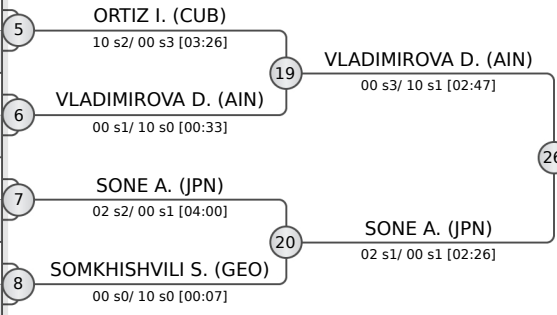 ORTIZ I. (CUB)
5
10 s2/ 00 s3 [03:26]
19
VLADIMIROVA D. (AIN)
00 s3/ 10 s1 [02:47]
VLADIMIROVA D. (AIN)
6
00 s1/ 10 s0 [00:33]
26
SONE A. (JPN)
7
02 s2/ 00 s1 [04:00]
20
SONE A. (JPN)
02 s1/ 00 s1 [02:26]
SOMKHISHVILI S. (GEO)
8
00 s0/ 10 s0 [00:07]